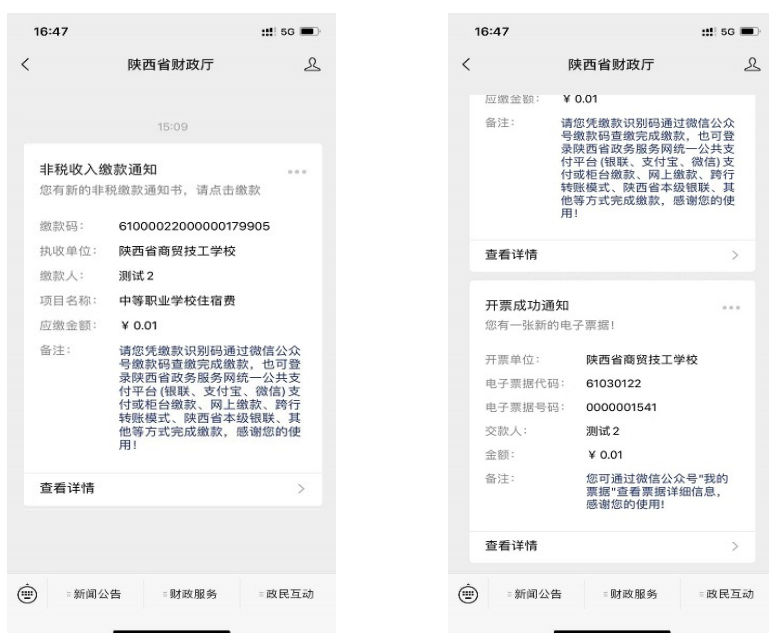 16:47
5G
陕西省财政厅
15:09
非税收入缴款通知
您有新的非税缴款通知书，请点击缴款
缴款码： 61000022000000179905
执收单位： 陕西省商贸技工学校
缴款人： 测试2
项目名称： 中等职业学校住宿费
应缴金额： ￥0.01
备注： 请您凭缴款识别码通过微信公众
号缴款码查缴完成缴款，也可登
录陕西省政务服务网统一公共支
付平台(银联、支付宝、微信)支
付或柜台缴款、网上缴款、跨行
转账模式、陕西省本级银联、其
他等方式完成缴款，感谢您的使
用!
查看详情
新闻公告
财政服务
政民互动
16:47
5G
陕西省财政厅
应缴金额： ￥0.01
备注： 请您凭缴款识别码通过微信公众
号缴款码查缴完成缴款，也可登
录陕西省政务服务网统一公共支
付平台(银联、支付宝、微信)支
付或柜台缴款、网上缴款、跨行
转账模式、陕西省本级银联、其
他等方式完成缴款，感谢您的使
用!
查看详情
开票成功通知
您有一张新的电子票据!
开票单位： 陕西省商贸技工学校
电子票据代码： 61030122
电子票据号码： 0000001541
交款人： 测试2
金额： ￥0.01
备注： 您可通过微信公众号"我的
票据"查看票据详细信息，
感谢您的使用!
查看详情
新闻公告
财政服务
政民互动